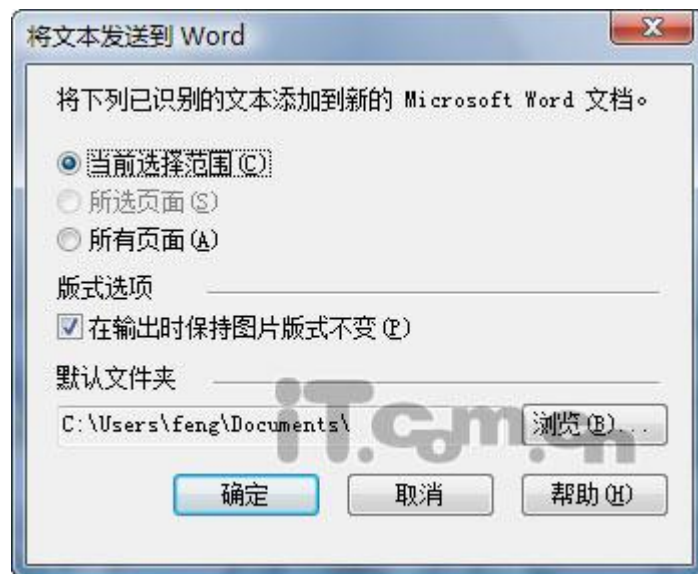 将文本发送到 Word
将下列已识别的文本添加到新的 Microsoft Word 文档。
当前选择范围(C)
所选页面(S)
所有页面(A)
版式选项
在输出时保持图片版式不变(P)
默认文件夹
C:\Users\feng\Documents\
浏览(B)...
iT.com.cn
确定
取消
帮助(H)